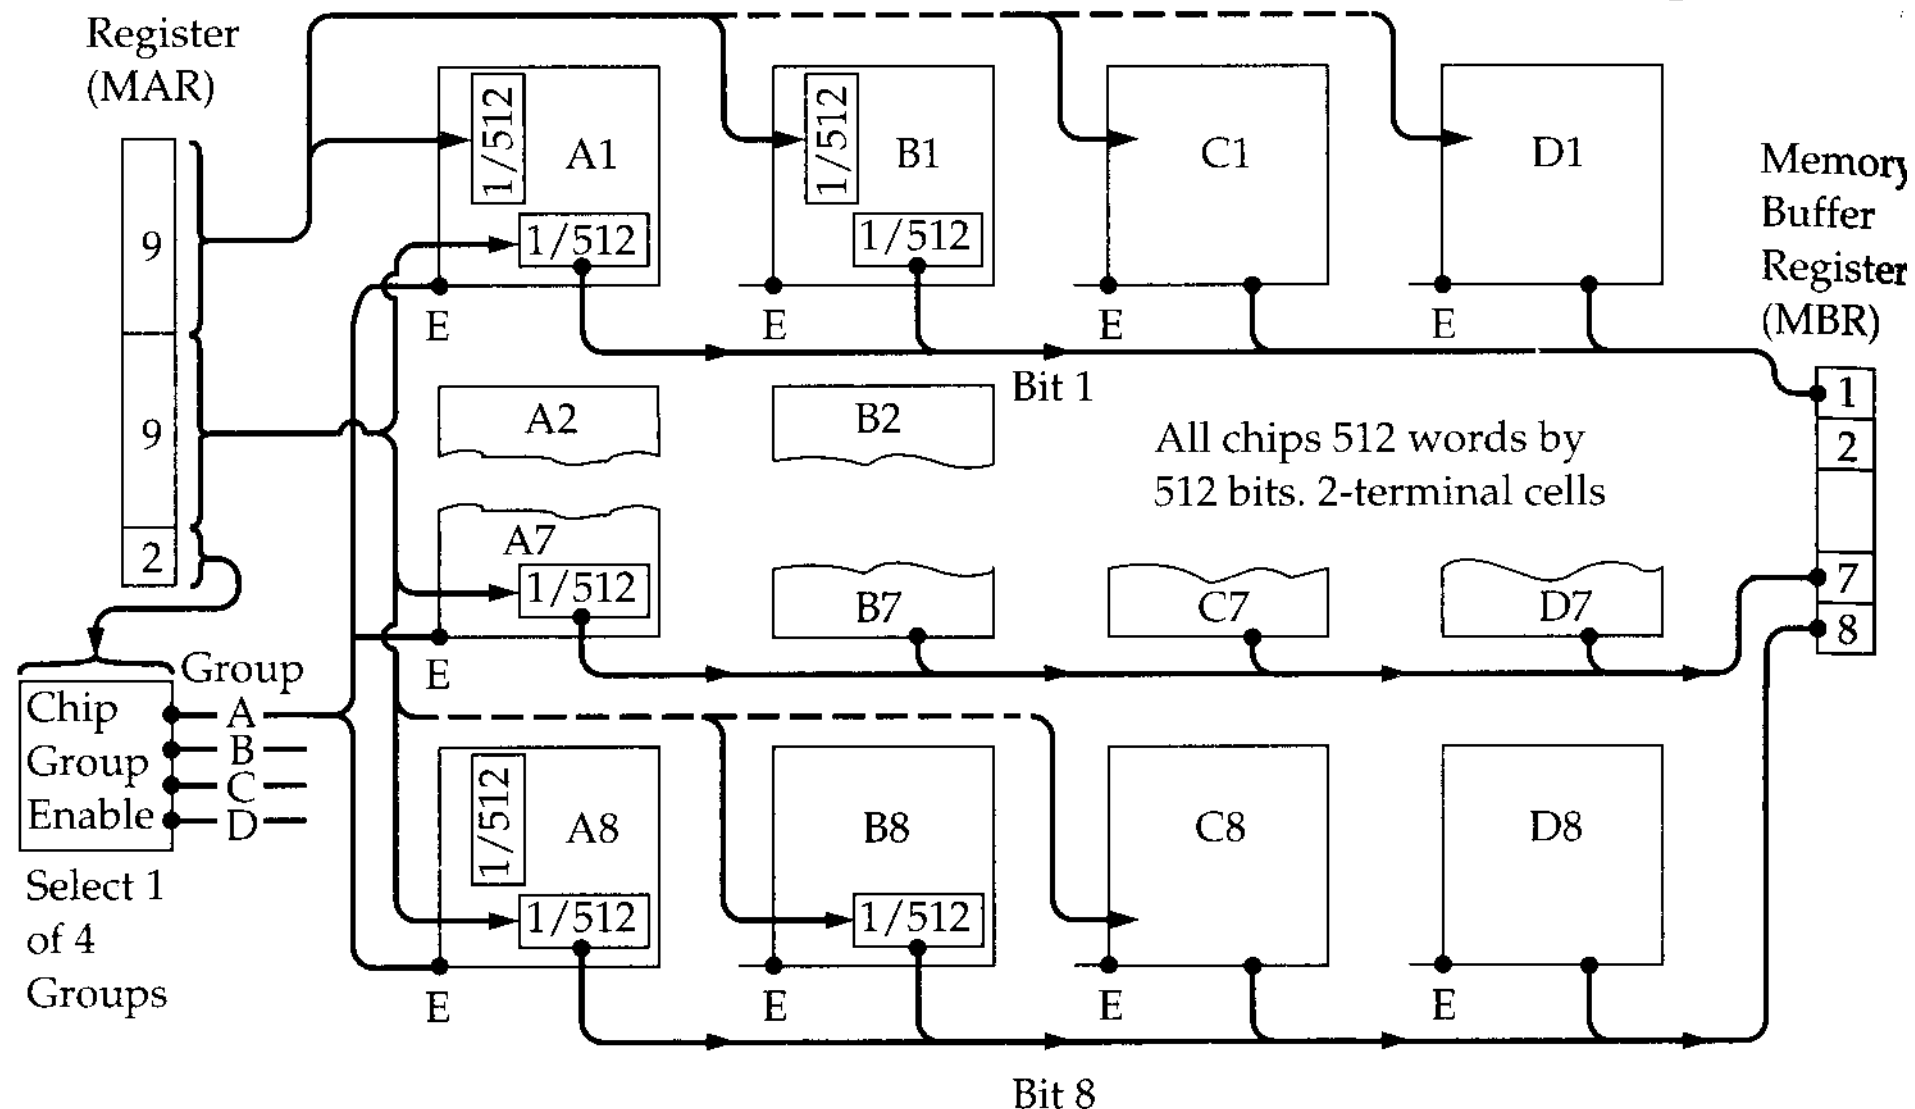 Register
(MAR)
9
9
2
1/512
A1
1/512
E
1/512
B1
1/512
E
C1
E
D1
E
Memory
Buffer
Register
(MBR)
Bit 1
1
2
7
8
A2
B2
All chips 512 words by
512 bits. 2-terminal cells
A7
1/512
E
B7
C7
D7
Chip
Group
Enable
Group
A
B
C
D
Select 1
of 4
Groups
1/512
A8
1/512
E
B8
1/512
E
C8
E
D8
E
Bit 8